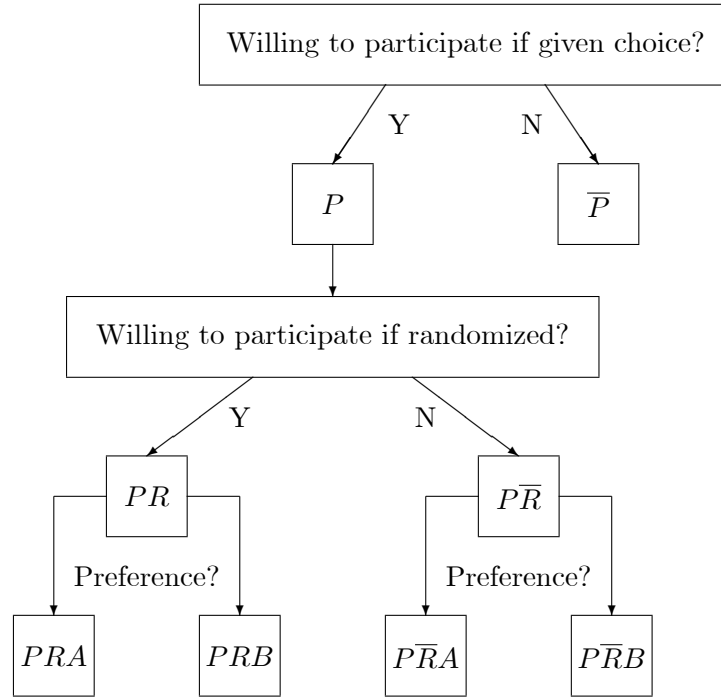 Willing to participate if given choice?
Y N
P P̅
Willing to participate if randomized?
Y N
PR PR̅
Preference? Preference?
PRA PRB PR̅A PR̅B